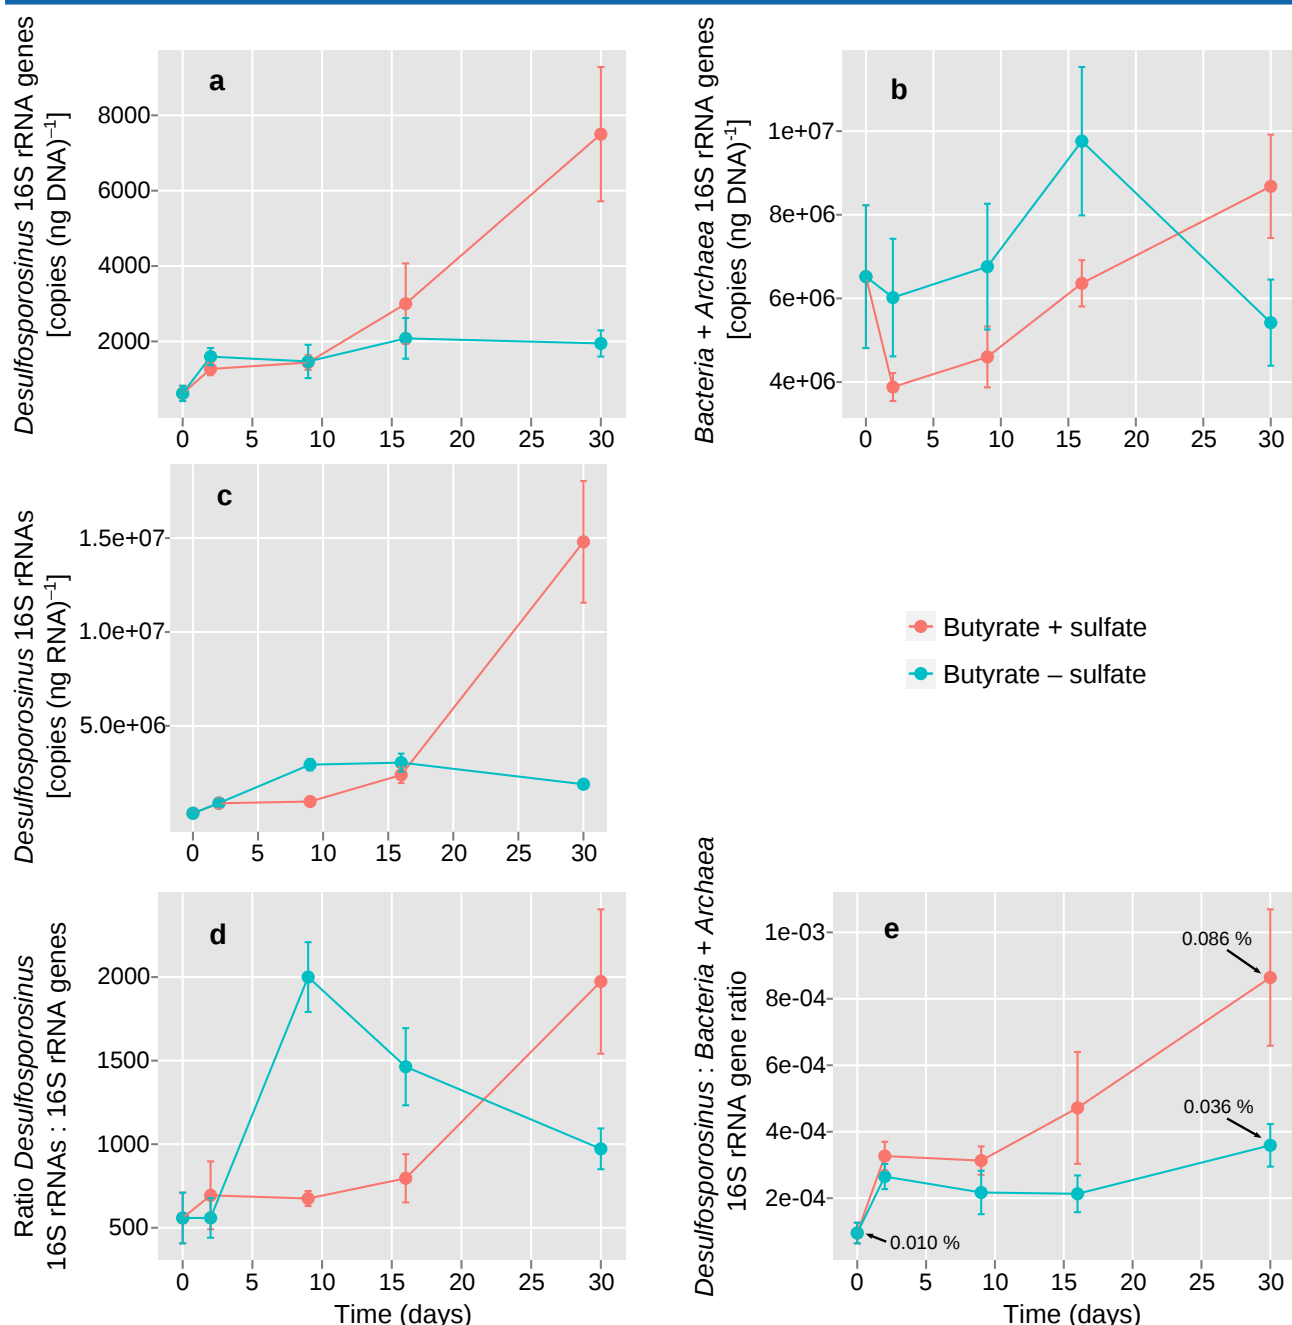 Desulfosporosinus 16S rRNA genes
[copies (ng DNA)⁻¹]
a
8000
6000
4000
2000
0 5 10 15 20 25 30
Bacteria + Archaea 16S rRNA genes
[copies (ng DNA)⁻¹]
b
1e+07
8e+06
6e+06
4e+06
0 5 10 15 20 25 30
Desulfosporosinus 16S rRNAs
[copies (ng RNA)⁻¹]
c
1.5e+07
1.0e+07
5.0e+06
0 5 10 15 20 25 30
Butyrate + sulfate
Butyrate – sulfate
Ratio Desulfosporosinus
16S rRNAs : 16S rRNA genes
d
2000
1500
1000
500
0 5 10 15 20 25 30
Time (days)
Desulfosporosinus : Bacteria + Archaea
16S rRNA gene ratio
e
1e-03
8e-04
6e-04
4e-04
2e-04
0.086 %
0.036 %
0.010 %
0 5 10 15 20 25 30
Time (days)